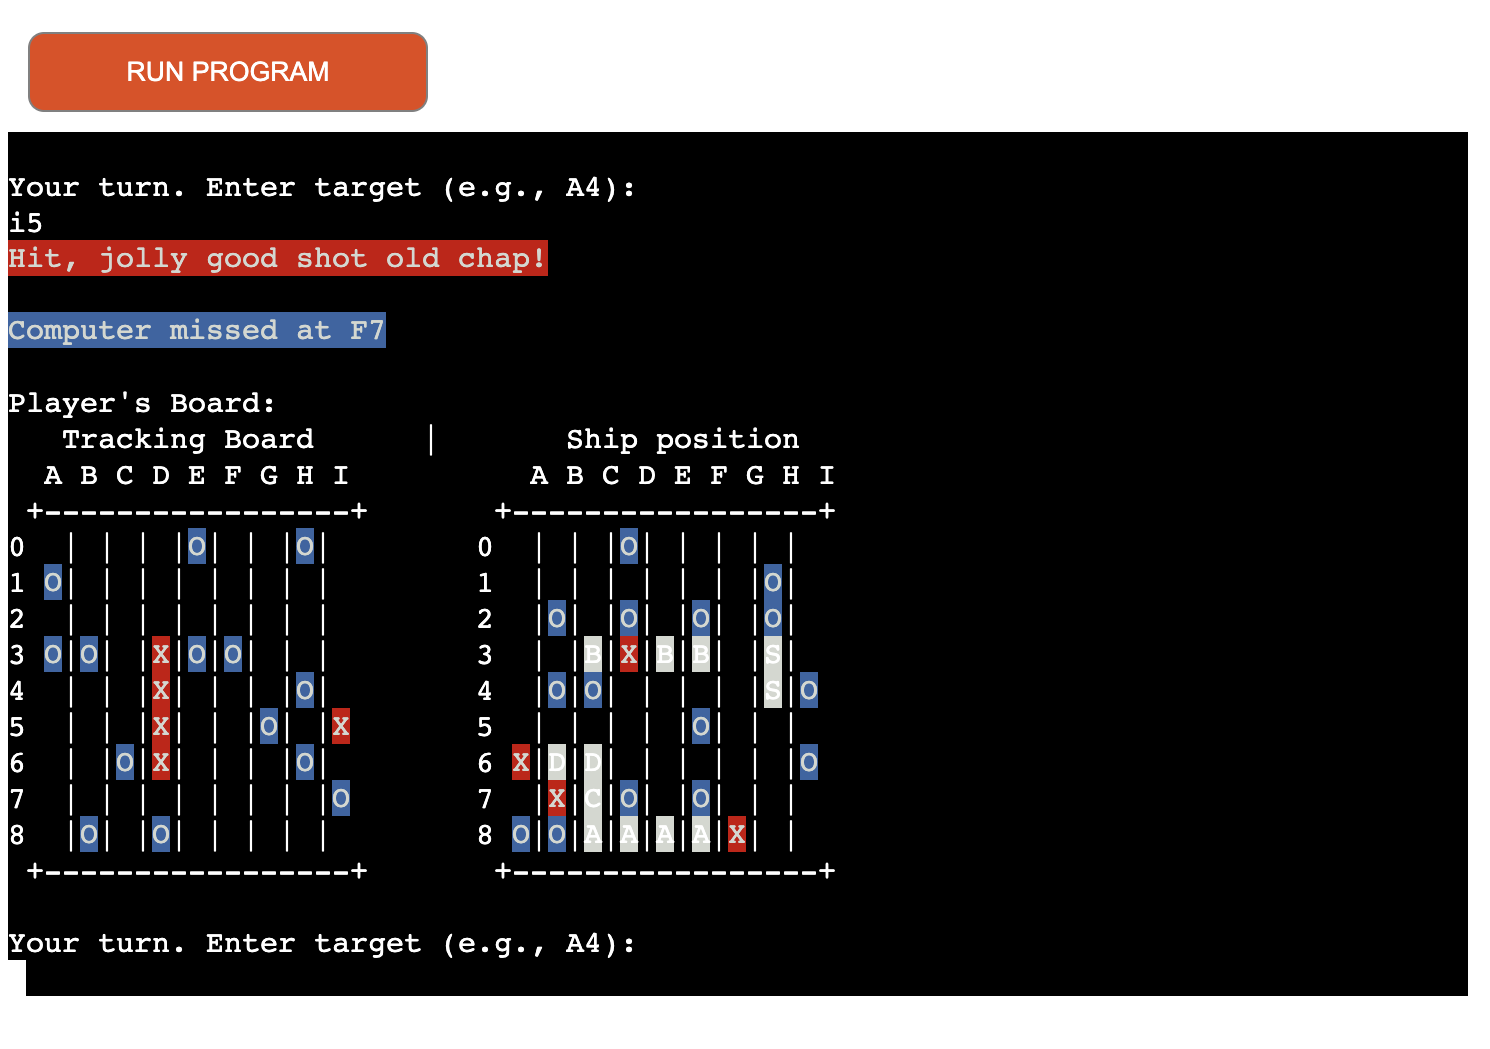 RUN PROGRAM
Your turn. Enter target (e.g., A4):
i5
Hit, jolly good shot old chap!
Computer missed at F7
Player's Board:
   Tracking Board      |       Ship position
  A B C D E F G H I          A B C D E F G H I
 +-----------------+       +-----------------+
0   | | | |O| | |O|        0   | | |O| | | | |
1 O| | | | | | | |         1   | | | | | | |O|
2   | | | | | | | |        2   |O| |O| |O| |O|
3 O|O| |X|O|O| | |         3   | |B|X|B|B| |S|
4   | | |X| | | |O|        4   |O|O| | | | |S|O
5   | | |X| | |O| |X       5   | | | | |O| | |
6   | |O|X| | | |O|        6 X|D|D| | | | | |O
7   | | | | | | | |O       7   |X|C|O| |O| | |
8   |O| |O| | | | |        8 O|O|A|A|A|A|X| |
 +-----------------+       +-----------------+
Your turn. Enter target (e.g., A4):